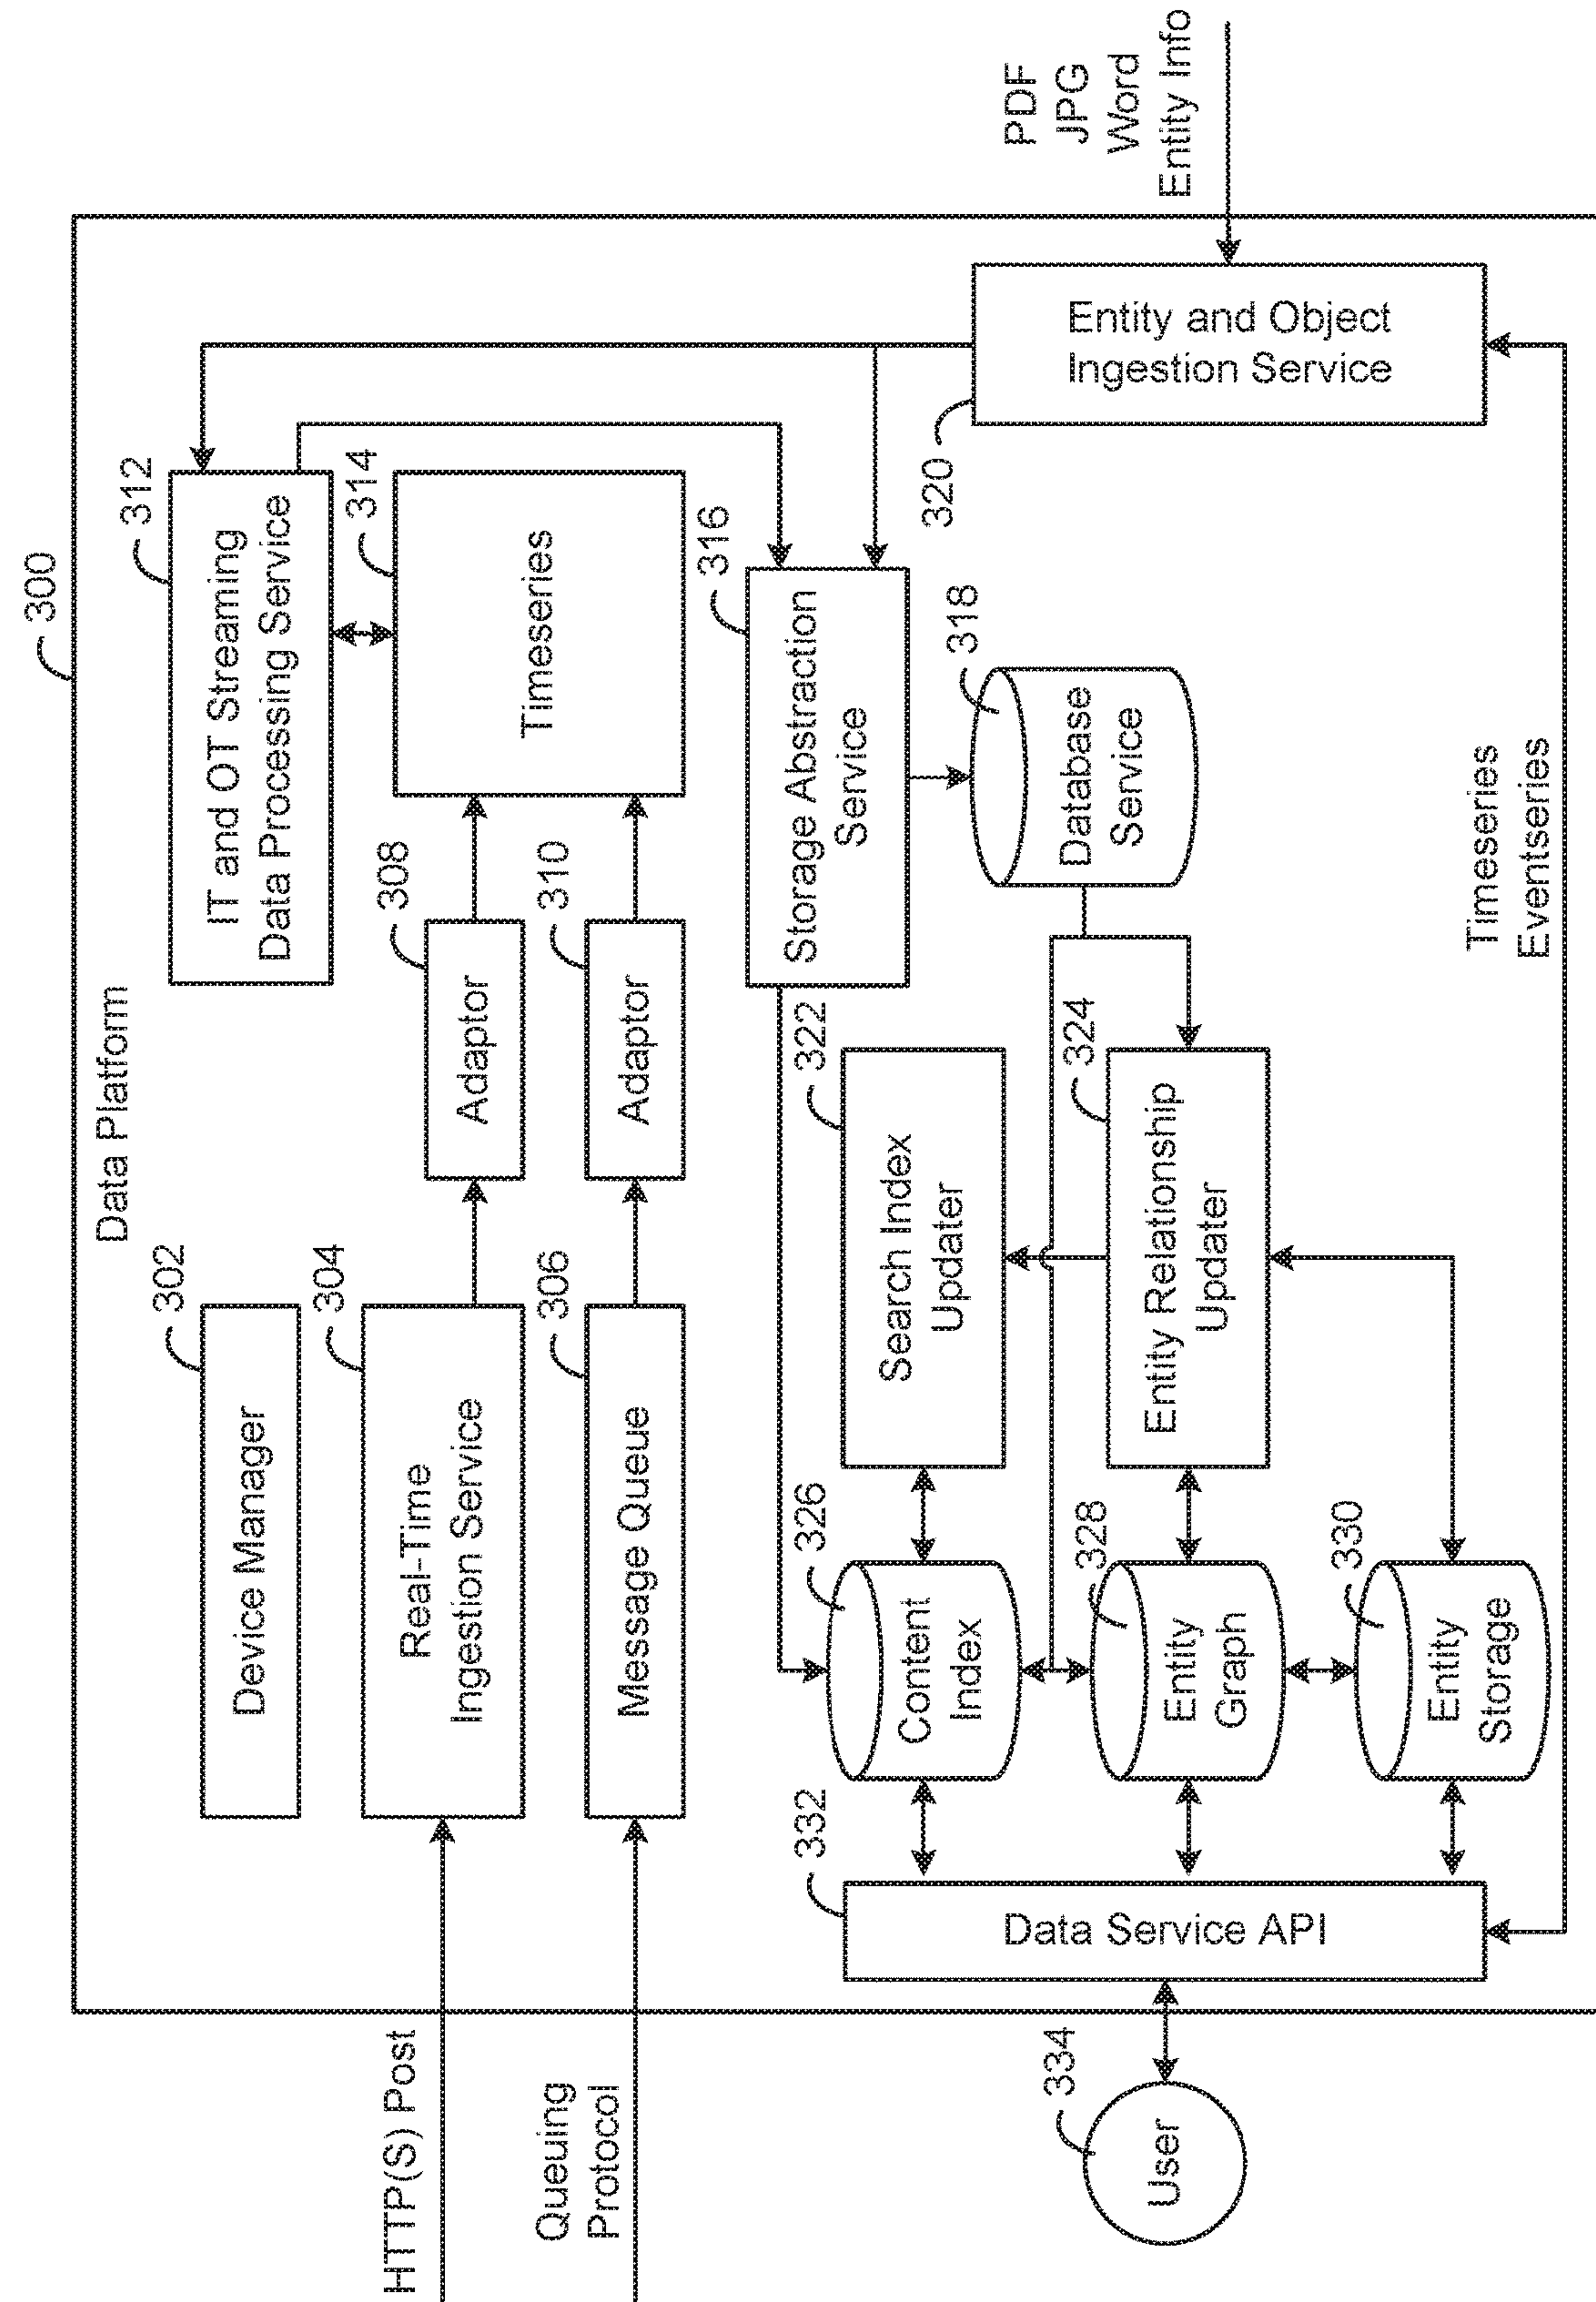 300
Data Platform
HTTP(S) Post
Queuing
Protocol
302
Device Manager
304
Real-Time
Ingestion Service
306
Message Queue
308
Adaptor
310
Adaptor
312
IT and OT Streaming
Data Processing Service
314
Timeseries
316
Storage Abstraction
Service
318
Database
Service
320
Entity and Object
Ingestion Service
PDF
JPG
Word
Entity Info
322
Search Index
Updater
324
Entity Relationship
Updater
326
Content
Index
328
Entity
Graph
330
Entity
Storage
332
Data Service API
334
User
Timeseries
Eventseries